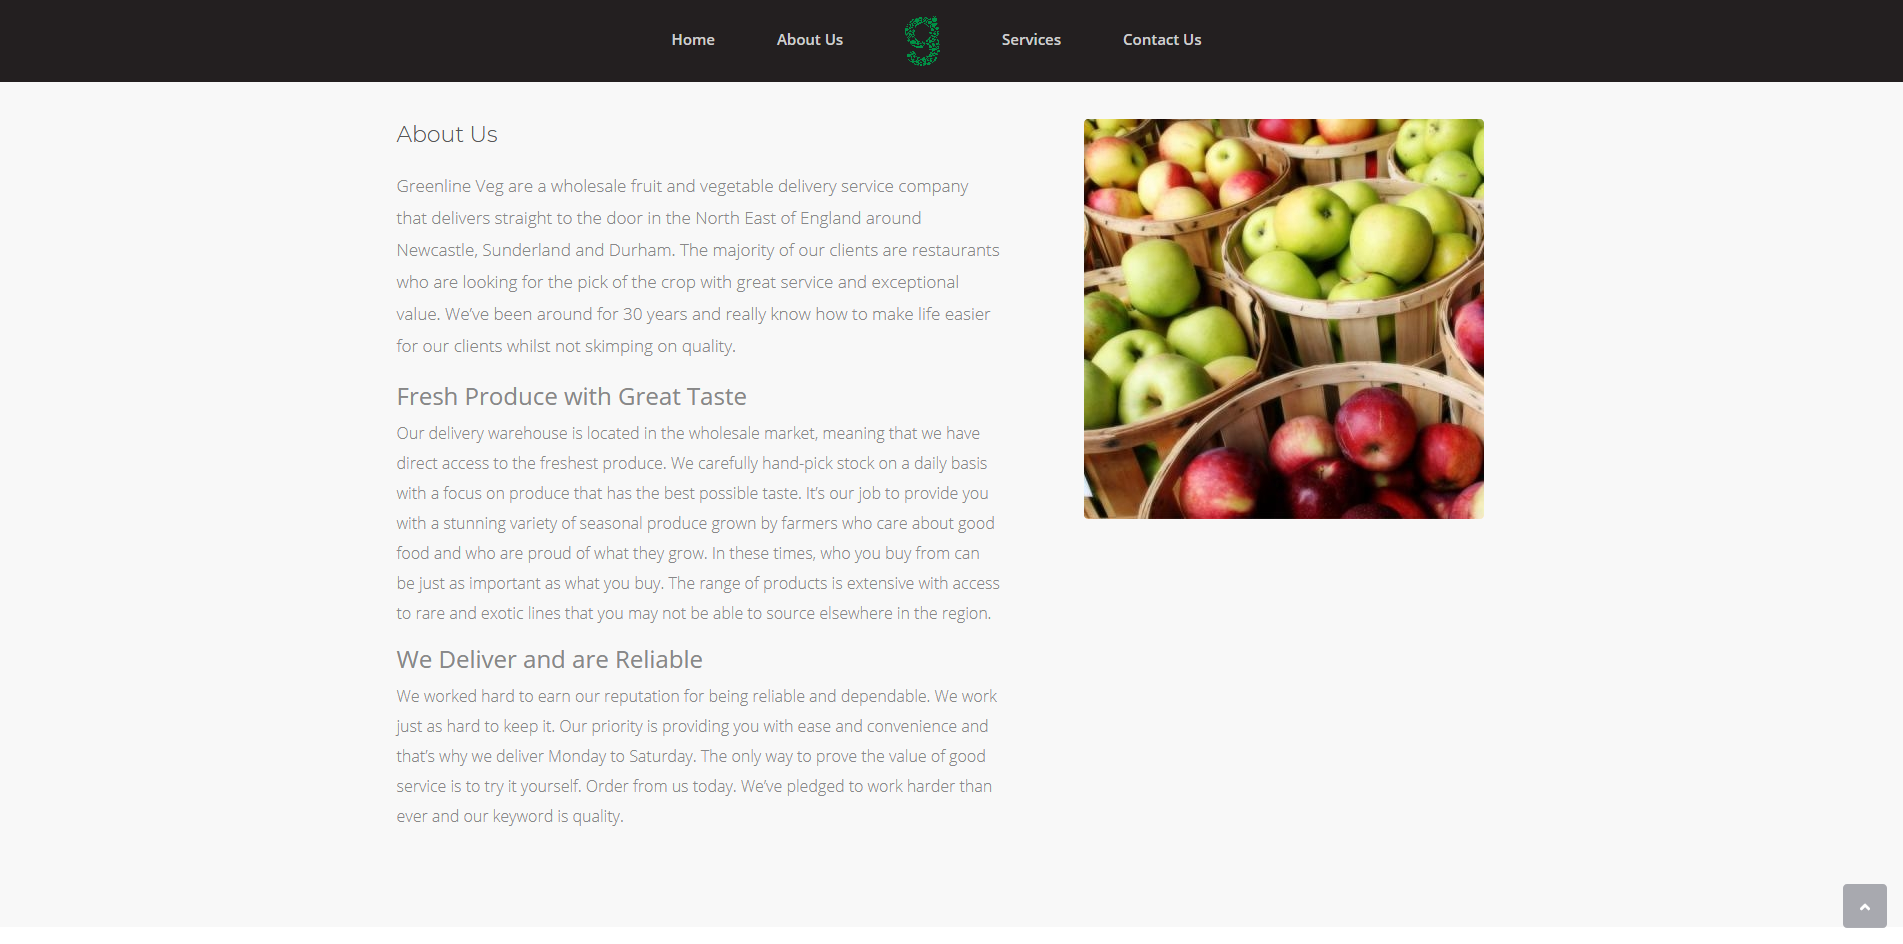 Home
About Us
g
Services
Contact Us
About Us
Greenline Veg are a wholesale fruit and vegetable delivery service company
that delivers straight to the door in the North East of England around
Newcastle, Sunderland and Durham. The majority of our clients are restaurants
who are looking for the pick of the crop with great service and exceptional
value. We’ve been around for 30 years and really know how to make life easier
for our clients whilst not skimping on quality.
Fresh Produce with Great Taste
Our delivery warehouse is located in the wholesale market, meaning that we have
direct access to the freshest produce. We carefully hand-pick stock on a daily basis
with a focus on produce that has the best possible taste. It’s our job to provide you
with a stunning variety of seasonal produce grown by farmers who care about good
food and who are proud of what they grow. In these times, who you buy from can
be just as important as what you buy. The range of products is extensive with access
to rare and exotic lines that you may not be able to source elsewhere in the region.
We Deliver and are Reliable
We worked hard to earn our reputation for being reliable and dependable. We work
just as hard to keep it. Our priority is providing you with ease and convenience and
that’s why we deliver Monday to Saturday. The only way to prove the value of good
service is to try it yourself. Order from us today. We’ve pledged to work harder than
ever and our keyword is quality.